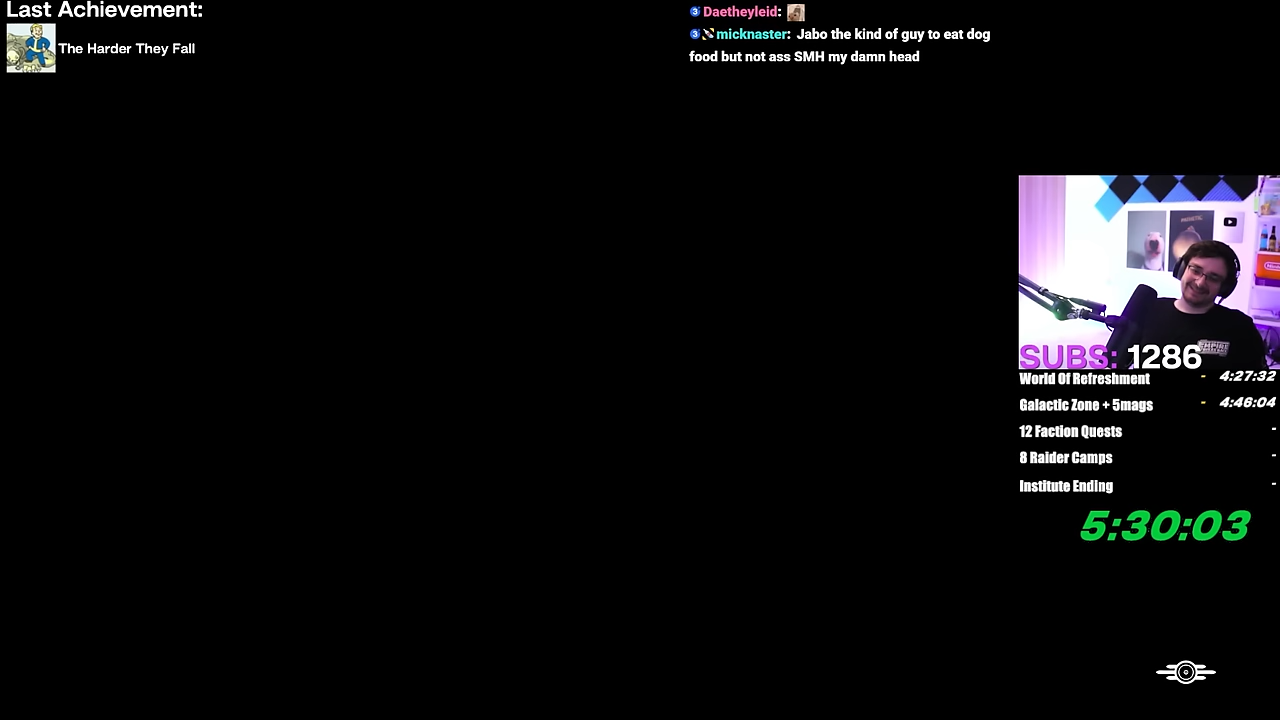 Last Achievement:
The Harder They Fall
Daetheyleid:
micknaster: Jabo the kind of guy to eat dog
food but not ass SMH my damn head
SUBS: 1286
World Of Refreshment - 4:27:32
Galactic Zone + 5mags - 4:46:04
12 Faction Quests -
8 Raider Camps -
Institute Ending -
5:30:03